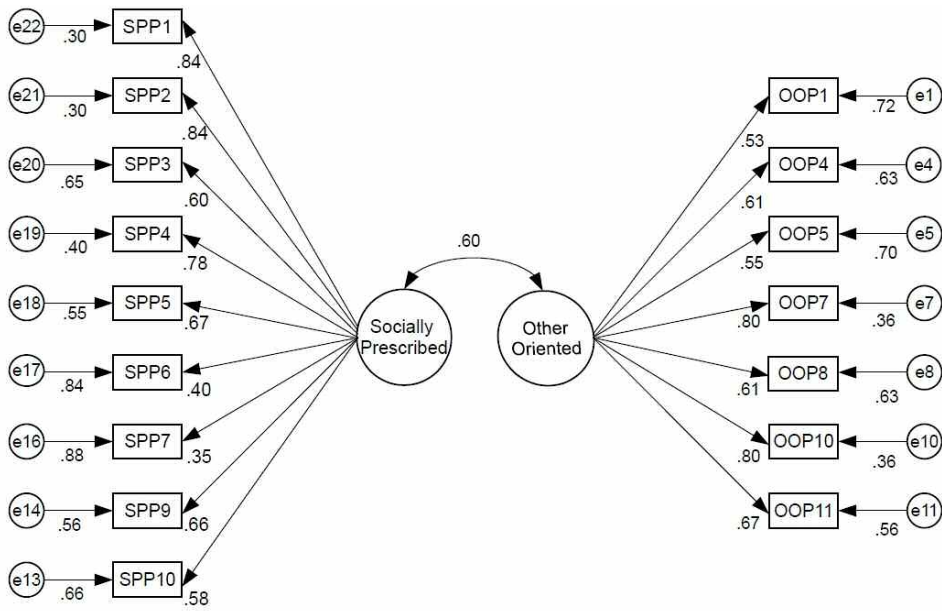 e22 .30 SPP1 .84
e21 .30 SPP2 .84
e20 .65 SPP3 .60
e19 .40 SPP4 .78
e18 .55 SPP5 .67
e17 .84 SPP6 .40
e16 .88 SPP7 .35
e14 .56 SPP9 .66
e13 .66 SPP10 .58
.60
Socially
Prescribed
Other
Oriented
.53 OOP1 .72 e1
.61 OOP4 .63 e4
.55 OOP5 .70 e5
.80 OOP7 .36 e7
.61 OOP8 .63 e8
.80 OOP10 .36 e10
.67 OOP11 .56 e11